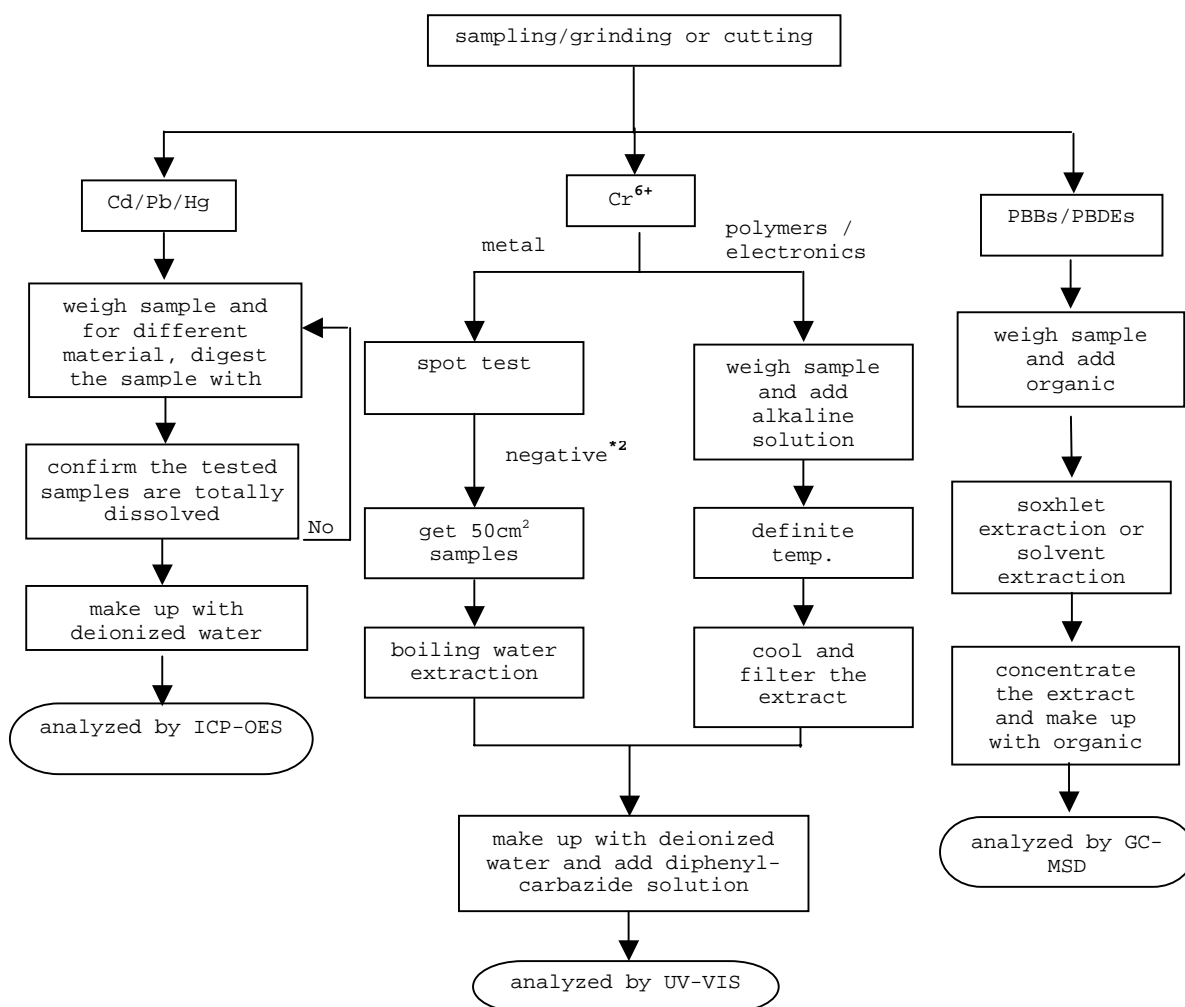 sampling/grinding or cutting
Cd/Pb/Hg
weigh sample and
for different
material, digest
the sample with
confirm the tested
samples are totally
dissolved
No
make up with
deionized water
analyzed by ICP-OES
Cr6+
metal
polymers /
electronics
spot test
negative*2
get 50cm2
samples
boiling water
extraction
weigh sample
and add
alkaline
solution
definite
temp.
cool and
filter the
extract
make up with deionized
water and add diphenyl-
carbazide solution
analyzed by UV-VIS
PBBs/PBDEs
weigh sample
and add
organic
soxhlet
extraction or
solvent
extraction
concentrate
the extract
and make up
with organic
analyzed by GC-
MSD